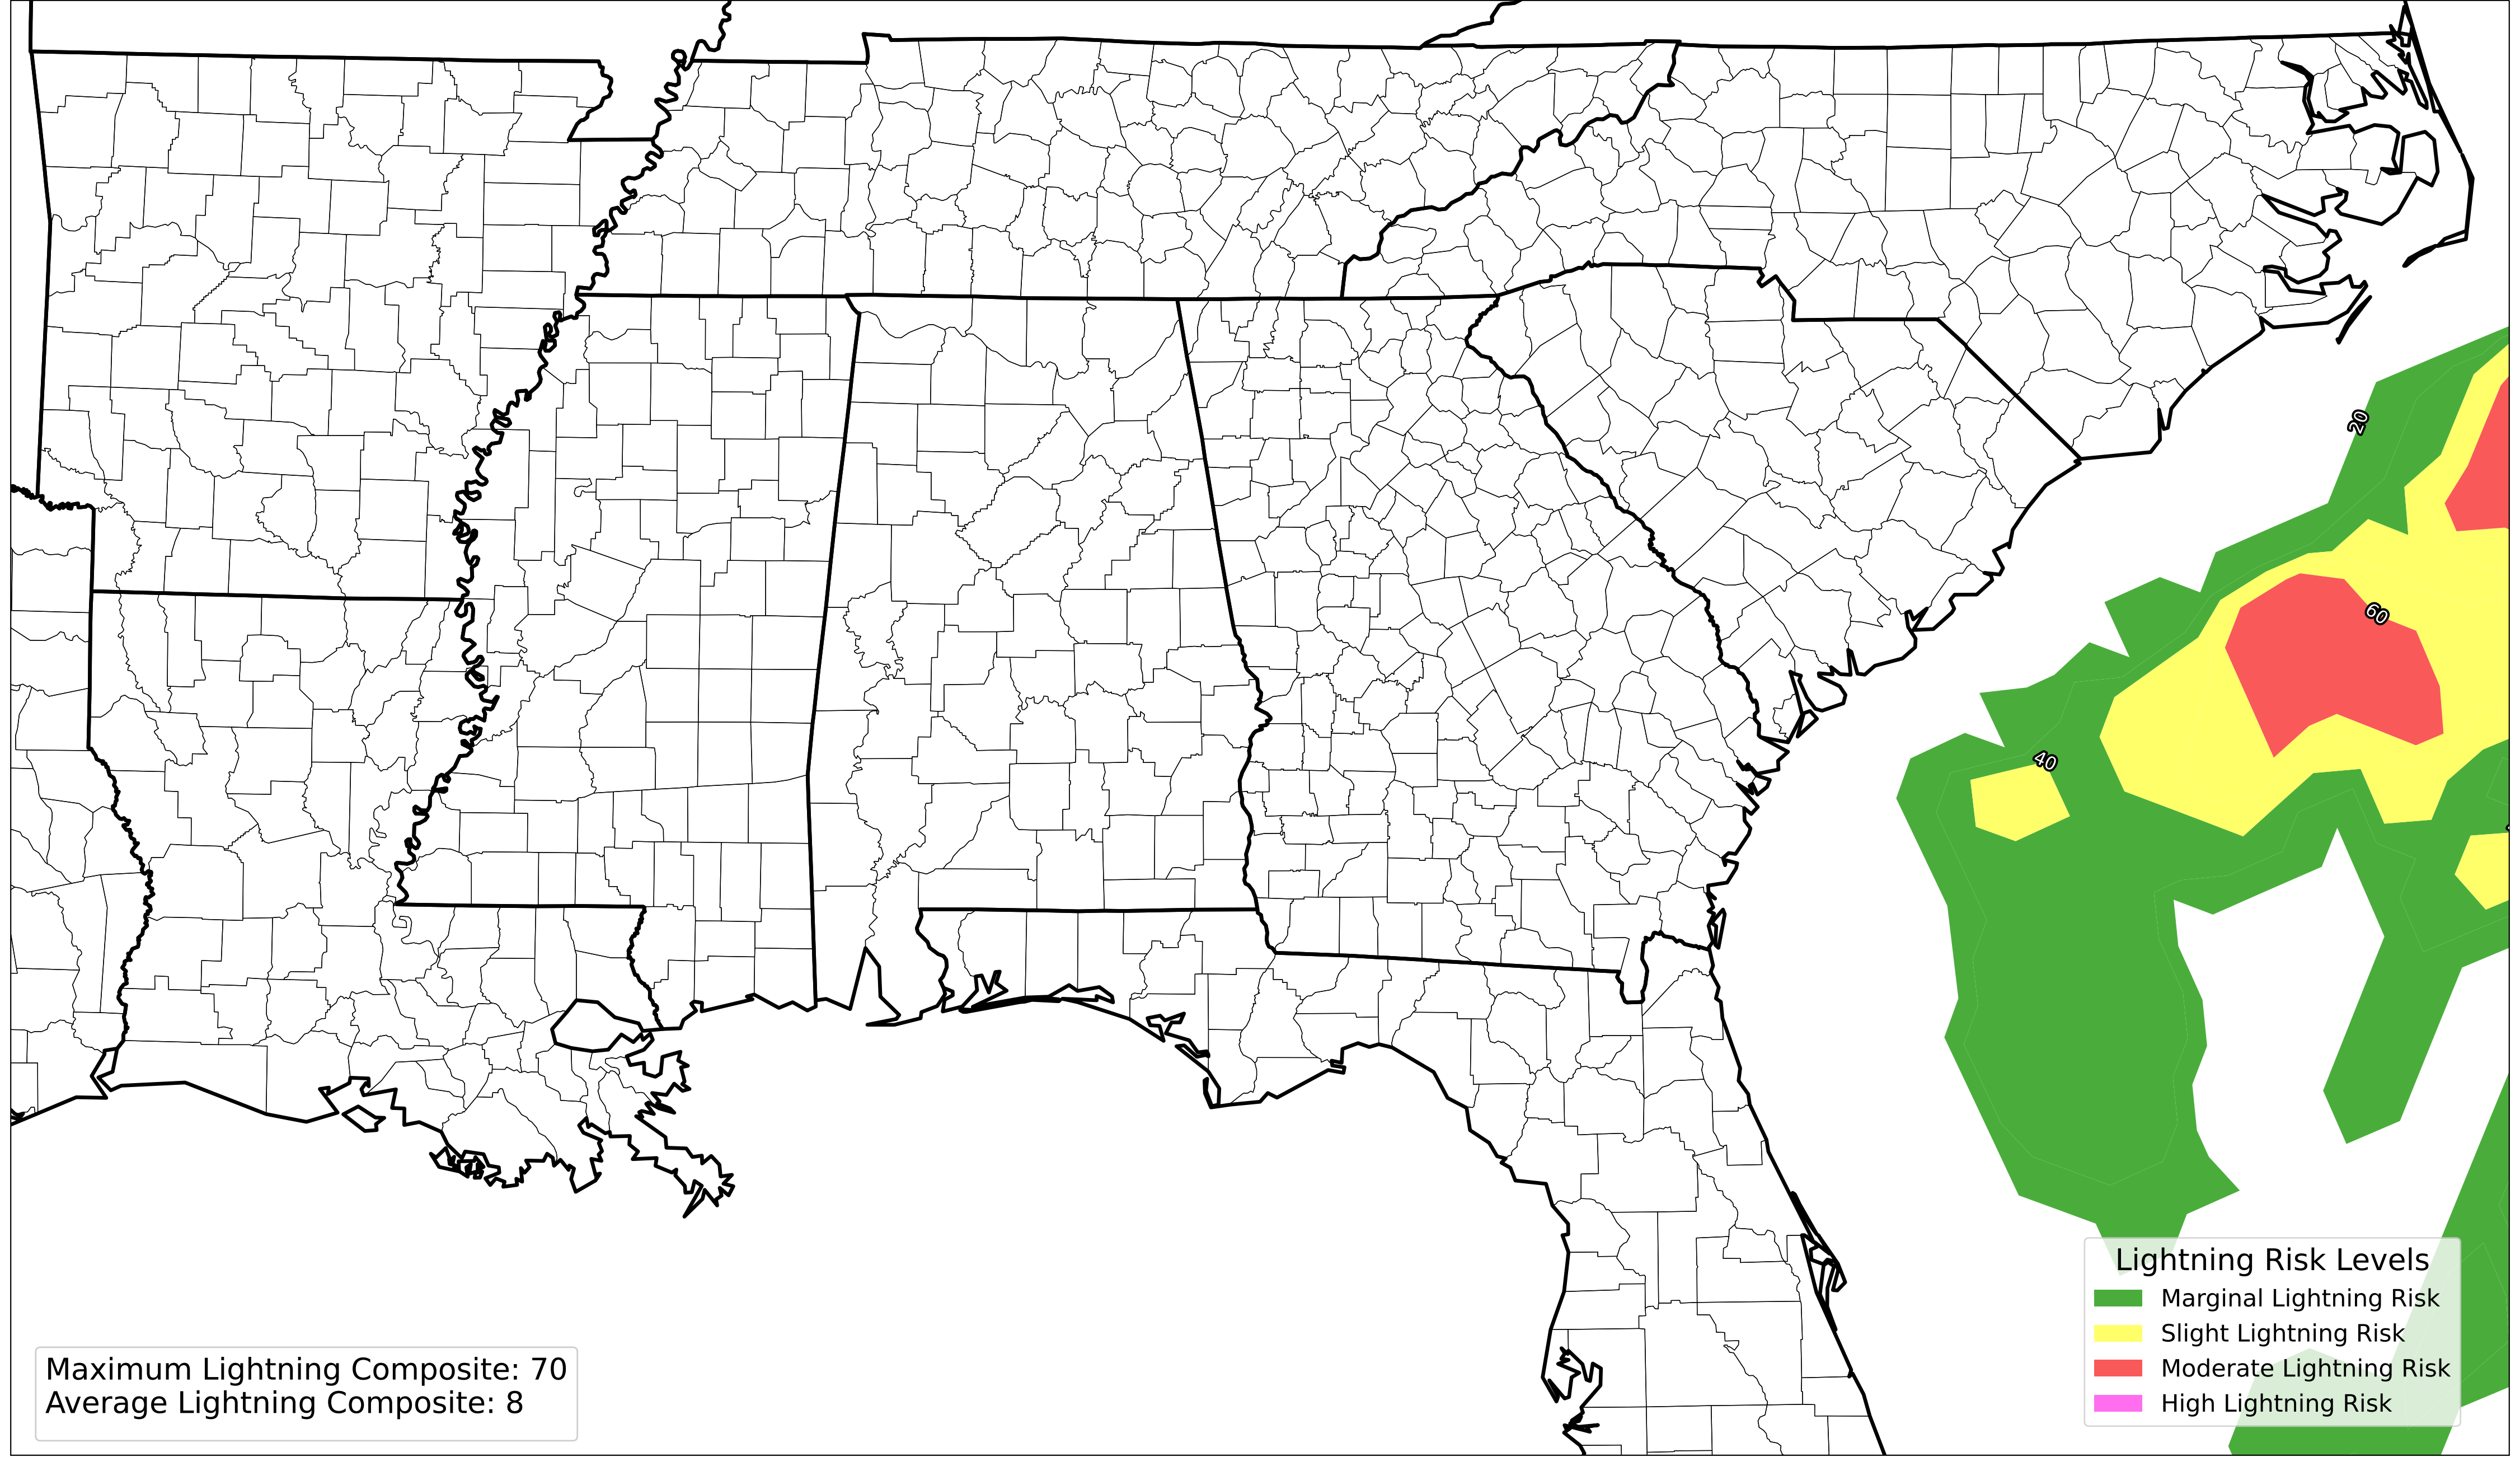 20
60
40
Lightning Risk Levels
Marginal Lightning Risk
Slight Lightning Risk
Moderate Lightning Risk
High Lightning Risk
Maximum Lightning Composite: 70
Average Lightning Composite: 8